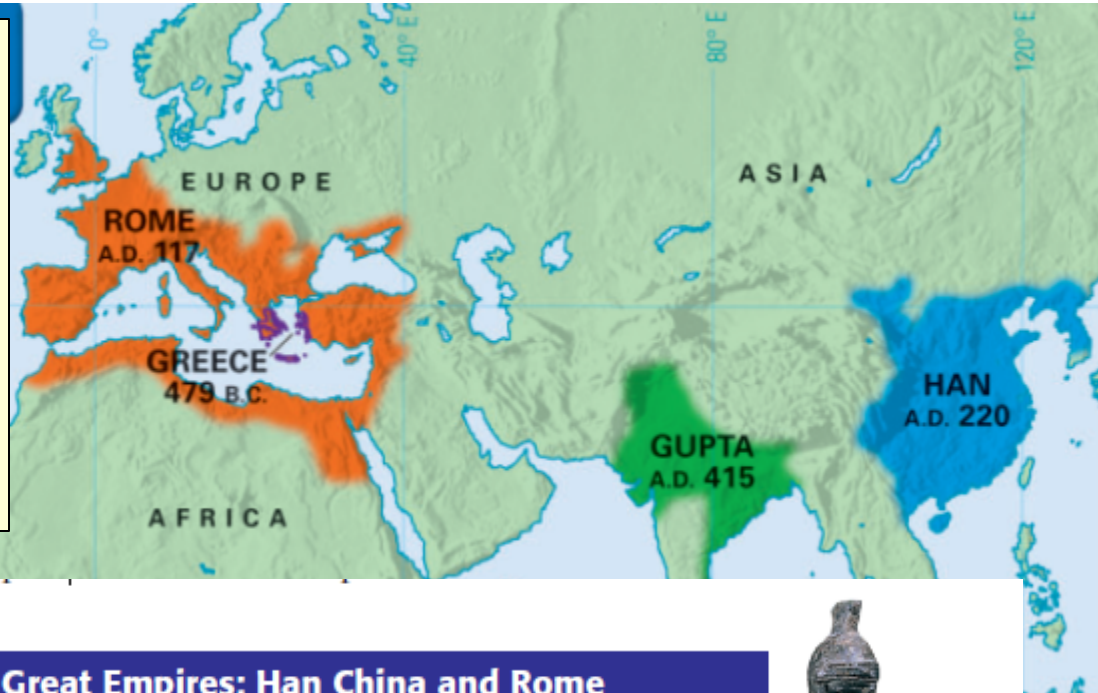 0°
40° E
80° E
120° E
EUROPE
ASIA
ROME
A.D. 117
GREECE
479 B.C.
HAN
A.D. 220
GUPTA
A.D. 415
AFRICA
Great Empires: Han China and Rome